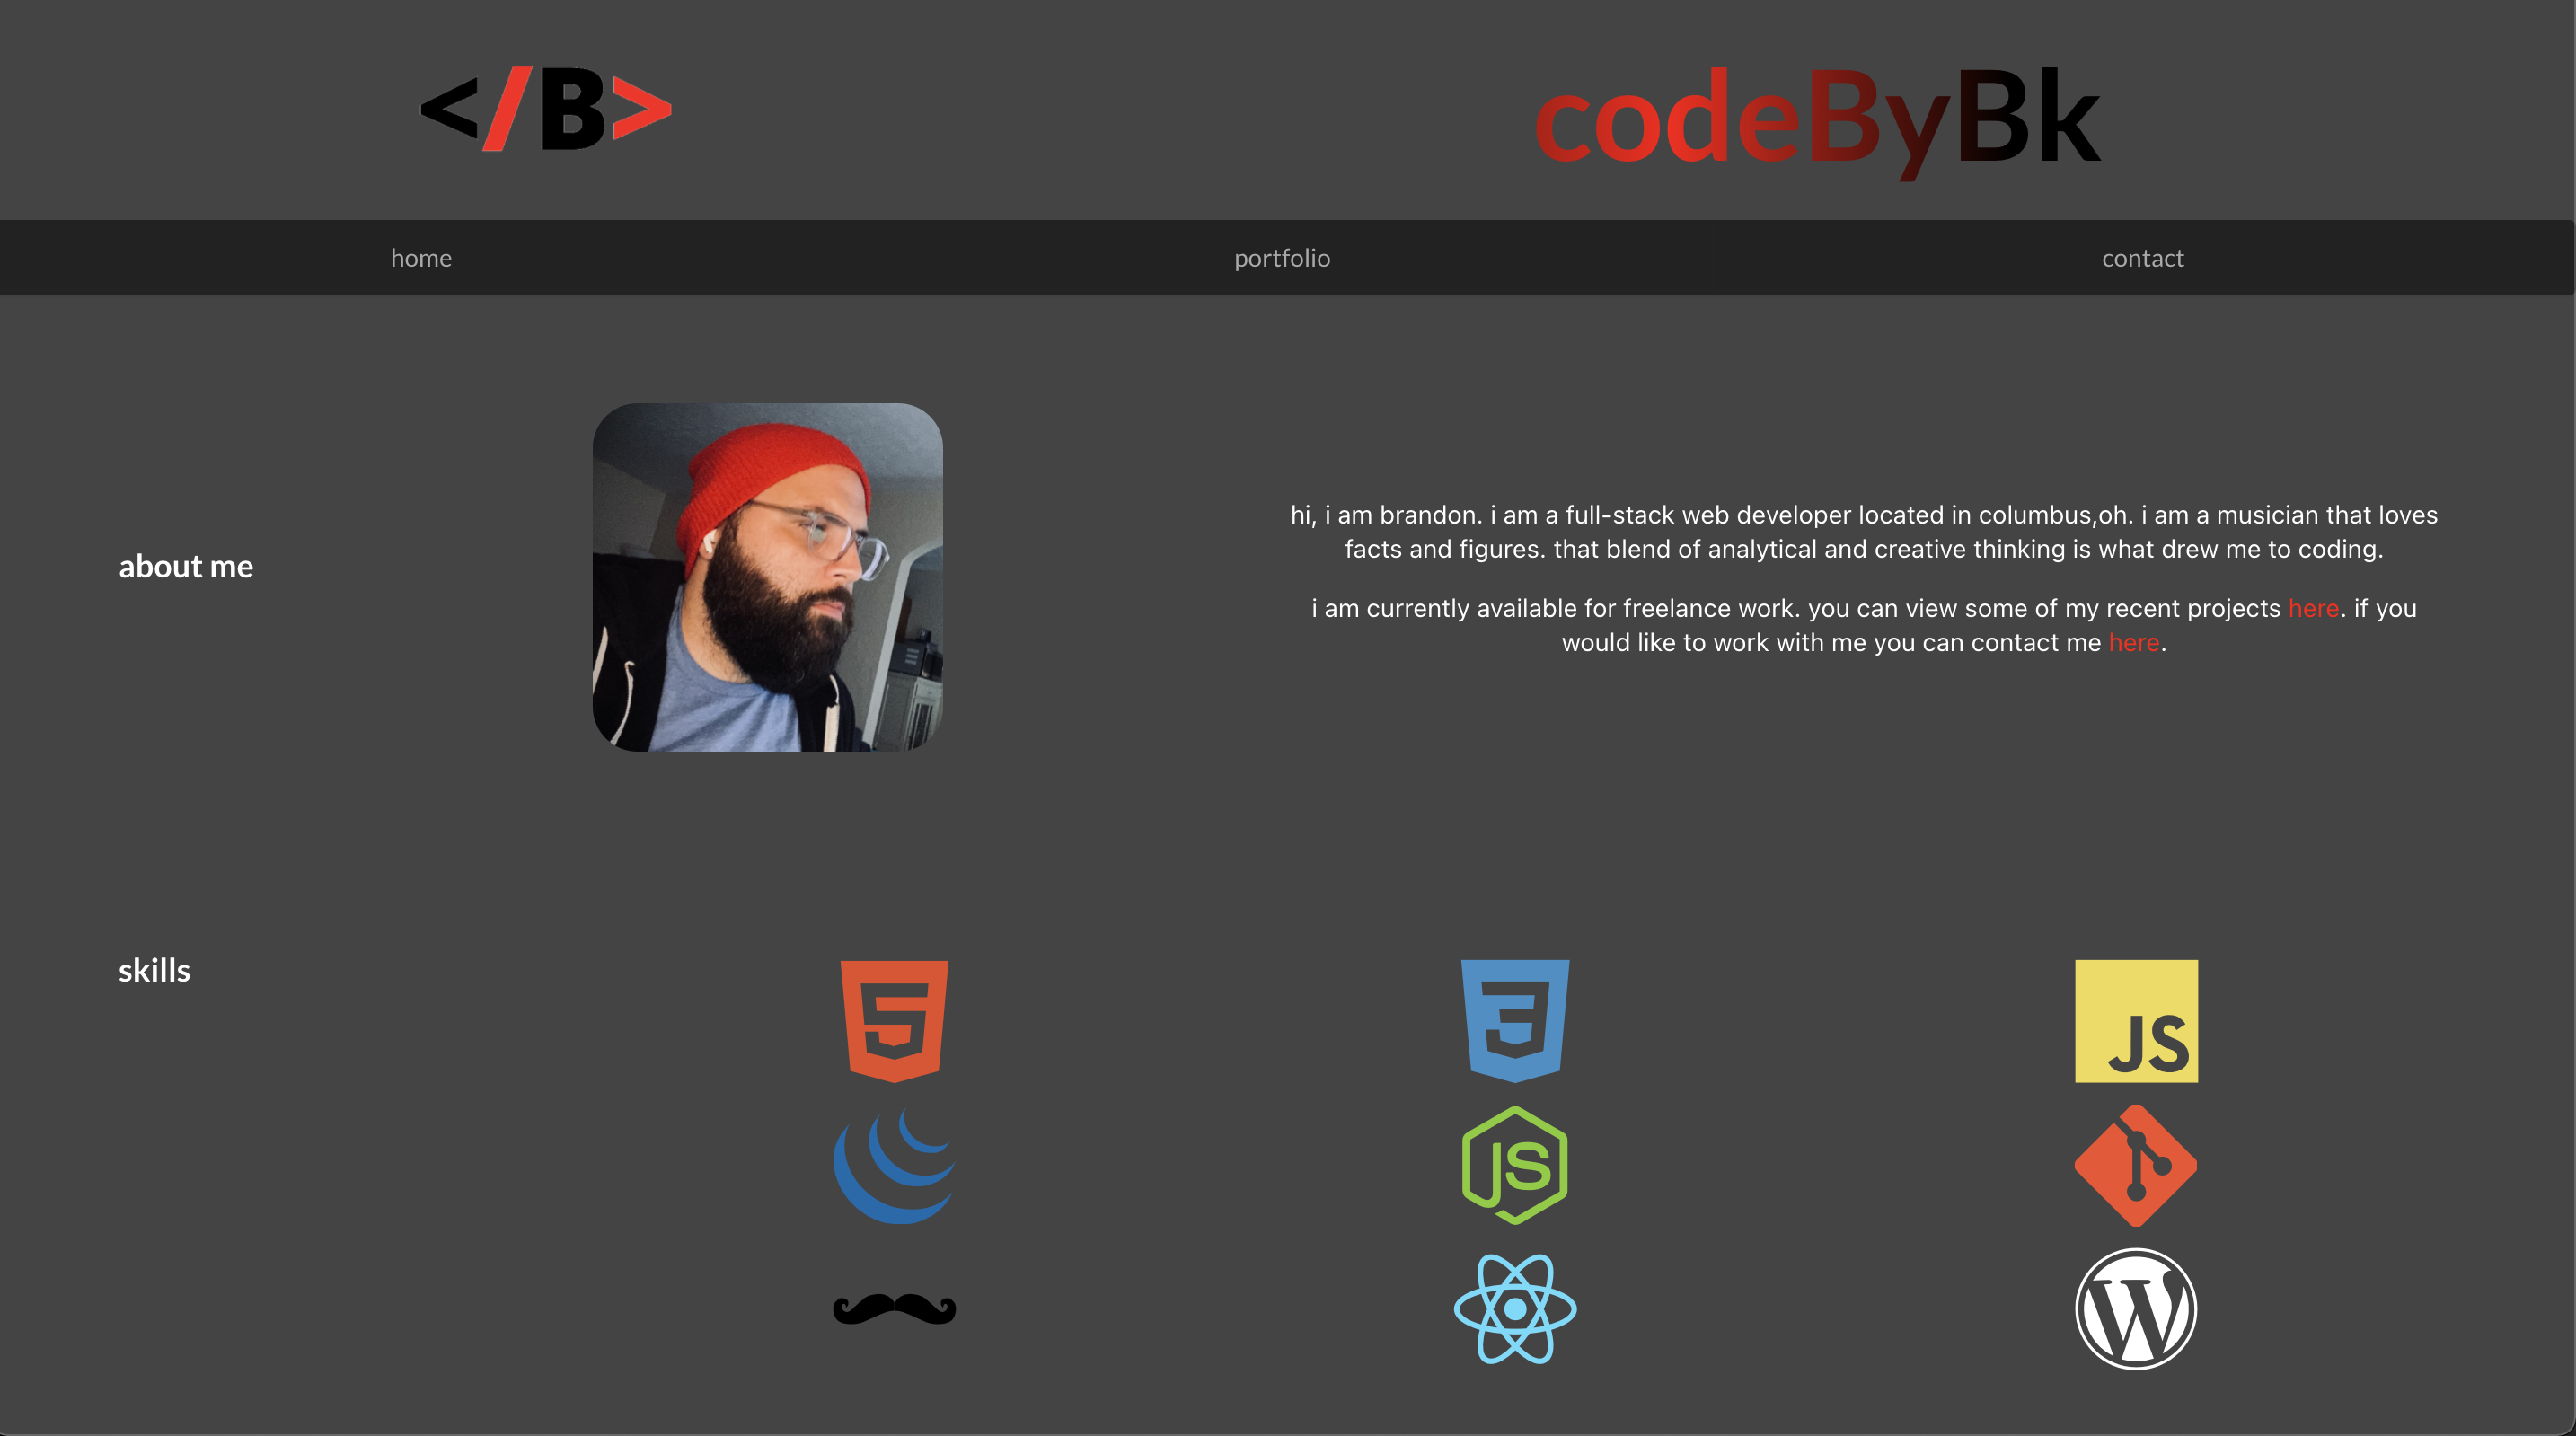 </B>
codeByBk
home
portfolio
contact
about me
hi, i am brandon. i am a full-stack web developer located in columbus,oh. i am a musician that loves
facts and figures. that blend of analytical and creative thinking is what drew me to coding.
i am currently available for freelance work. you can view some of my recent projects here. if you
would like to work with me you can contact me here.
skills
5
3
JS
JS
W